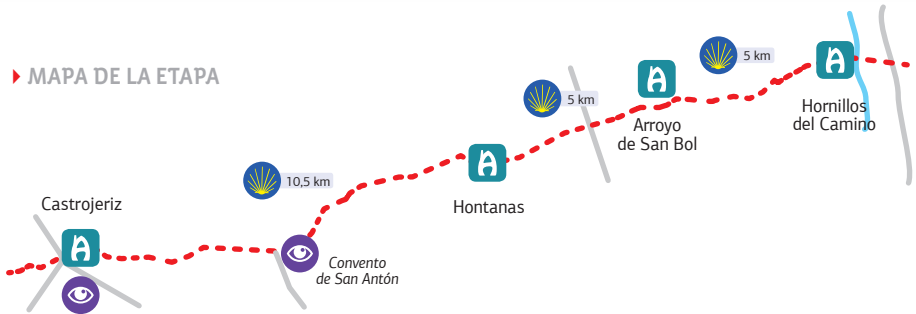 MAPA DE LA ETAPA
5 km
Hornillos
del Camino
5 km
Arroyo
de San Bol
10,5 km
Hontanas
Castrojeriz
Convento
de San Antón